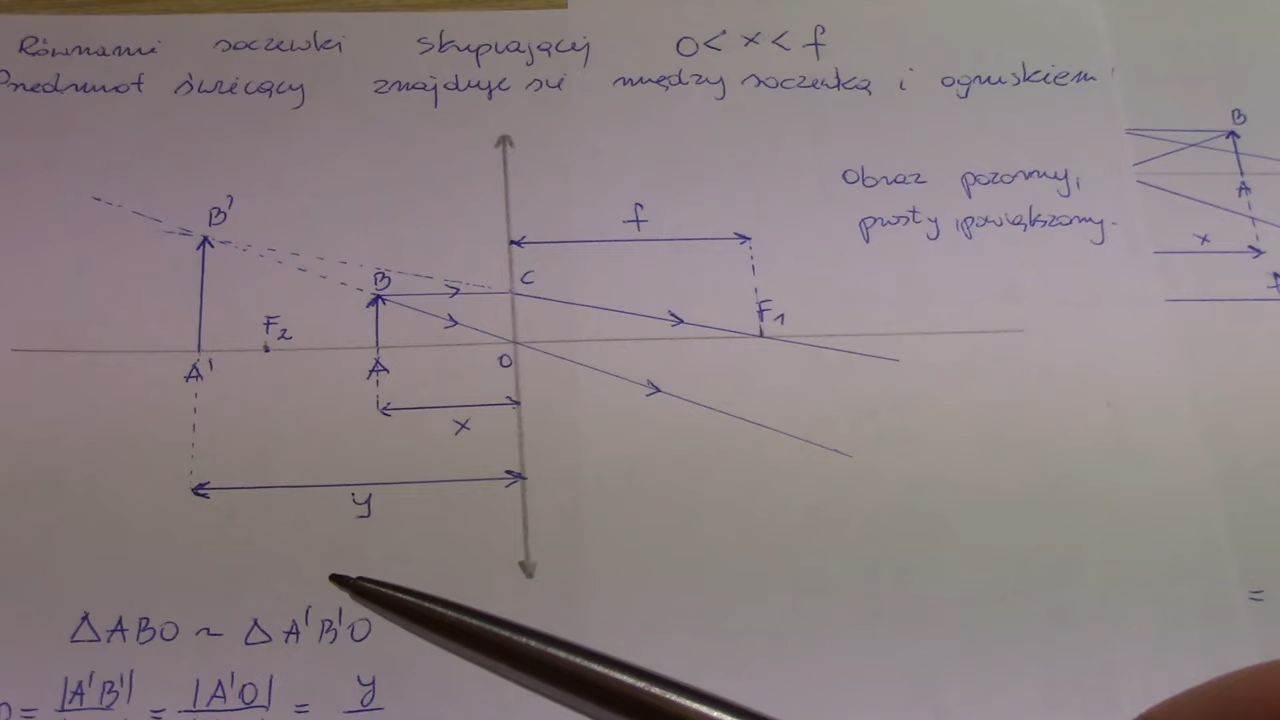 Równanie soczewki skupiającej 0 < x < f
Przedmiot świecący znajduje się między soczewką i ogniskiem
Obraz pozorny,
prosty i powiększony.
B'
f
B
C
F₂
F₁
A'
A
O
x
y
B
A
x
f
=
ΔABO ~ ΔA'B'O
|A'B'| = |A'O| = y